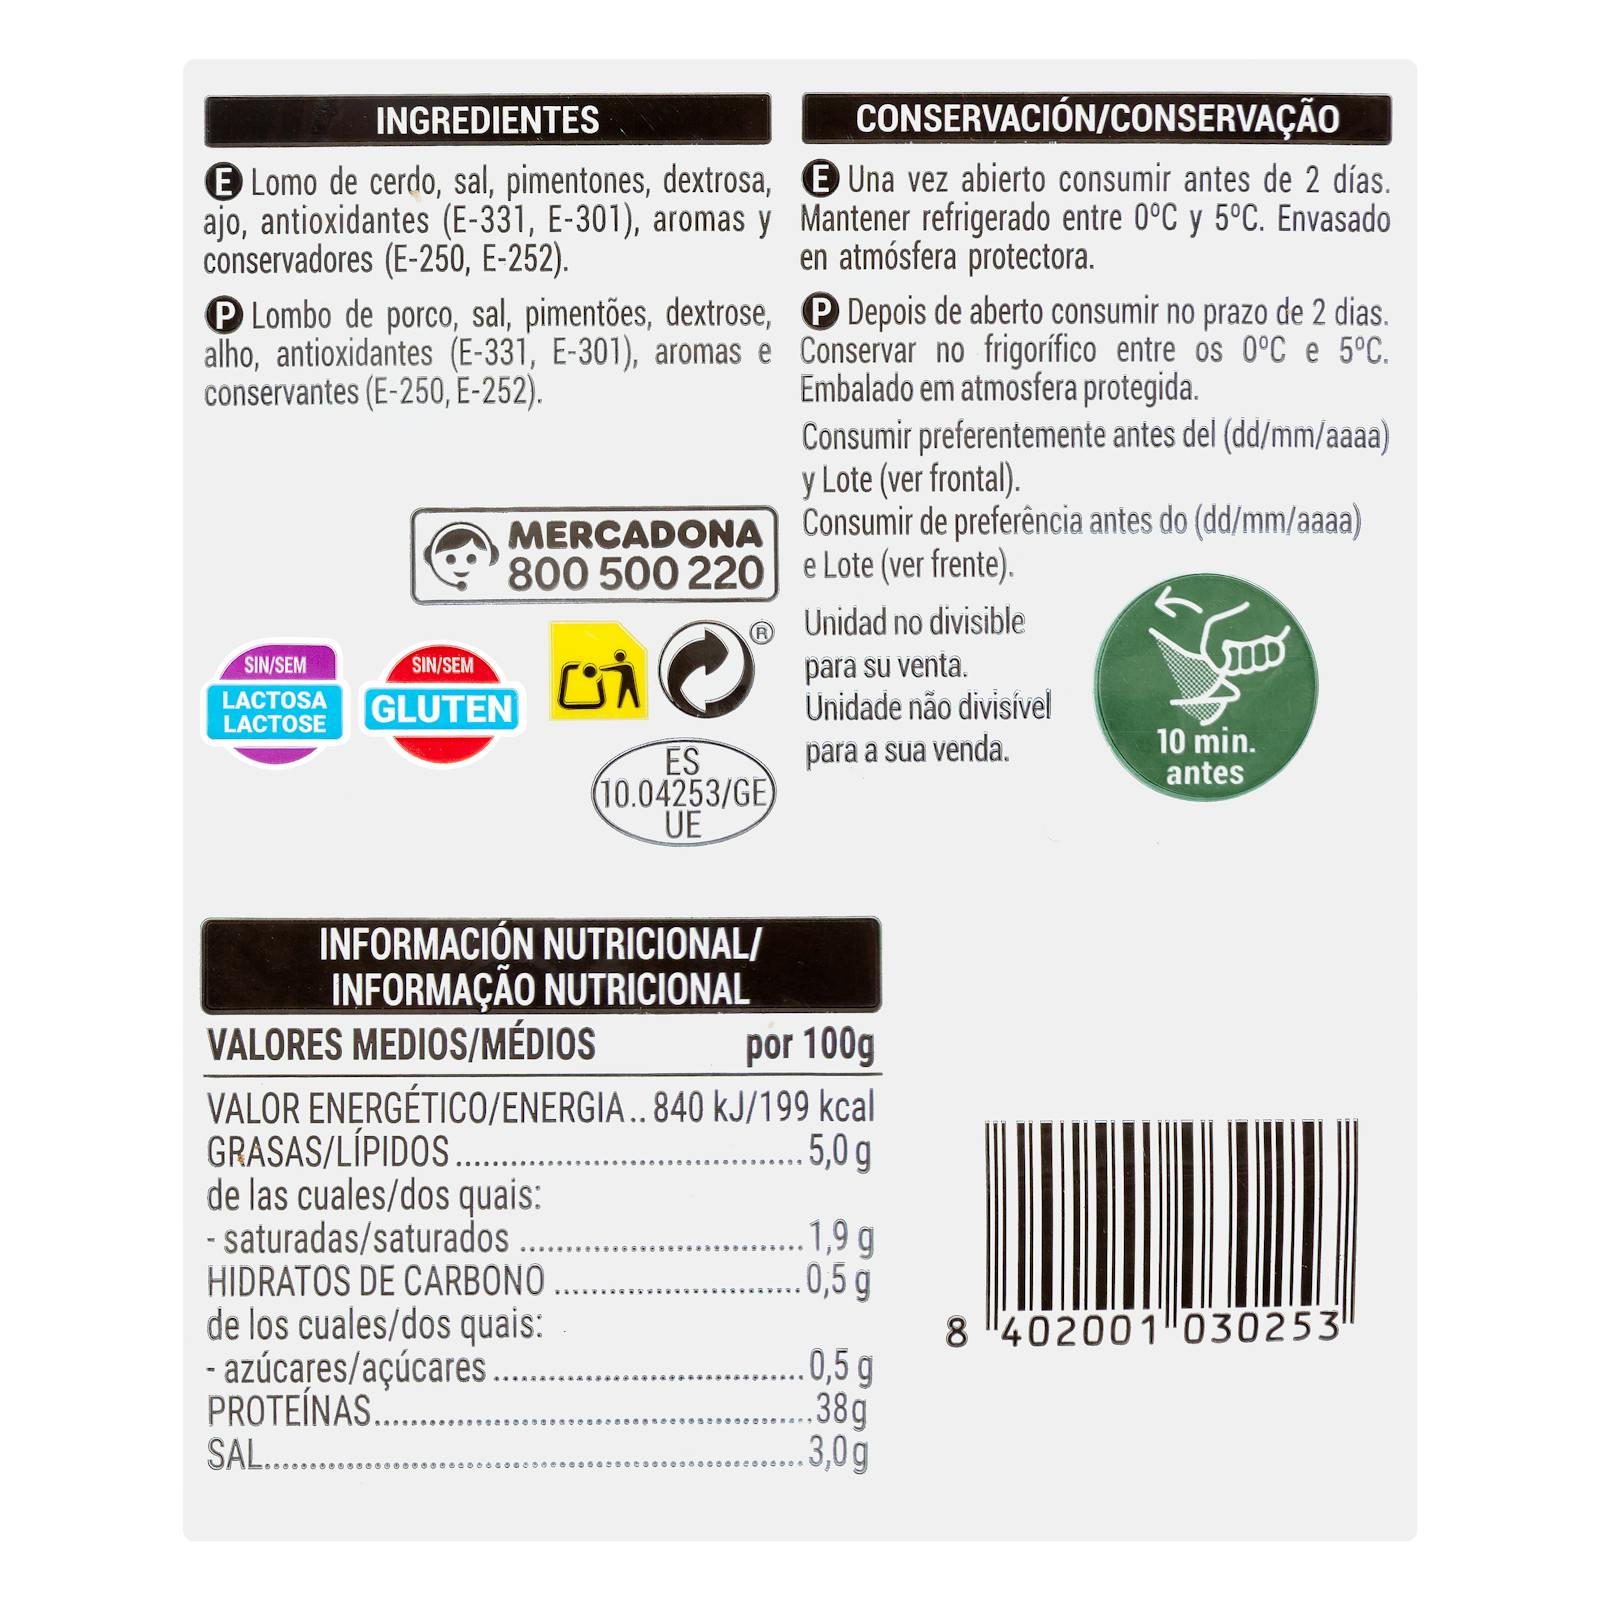 INGREDIENTES
E Lomo de cerdo, sal, pimentones, dextrosa,
ajo, antioxidantes (E-331, E-301), aromas y
conservadores (E-250, E-252).
P Lombo de porco, sal, pimentões, dextrose,
alho, antioxidantes (E-331, E-301), aromas e
conservantes (E-250, E-252).
MERCADONA
800 500 220
SIN/SEM
LACTOSA
LACTOSE
SIN/SEM
GLUTEN
®
ES
10.04253/GE
UE
CONSERVACIÓN/CONSERVAÇÃO
E Una vez abierto consumir antes de 2 días.
Mantener refrigerado entre 0ºC y 5ºC. Envasado
en atmósfera protectora.
P Depois de aberto consumir no prazo de 2 dias.
Conservar no frigorífico entre os 0ºC e 5ºC.
Embalado em atmosfera protegida.
Consumir preferentemente antes del (dd/mm/aaaa)
y Lote (ver frontal).
Consumir de preferência antes do (dd/mm/aaaa)
e Lote (ver frente).
Unidad no divisible
para su venta.
Unidade não divisível
para a sua venda.
10 min.
antes
INFORMACIÓN NUTRICIONAL/
INFORMAÇÃO NUTRICIONAL
VALORES MEDIOS/MÉDIOS por 100g
VALOR ENERGÉTICO/ENERGIA.. 840 kJ/199 kcal
GRASAS/LÍPIDOS 5,0 g
de las cuales/dos quais:
- saturadas/saturados 1,9 g
HIDRATOS DE CARBONO 0,5 g
de los cuales/dos quais:
- azúcares/açúcares 0,5 g
PROTEÍNAS 38g
SAL 3,0g
8 402001 030253